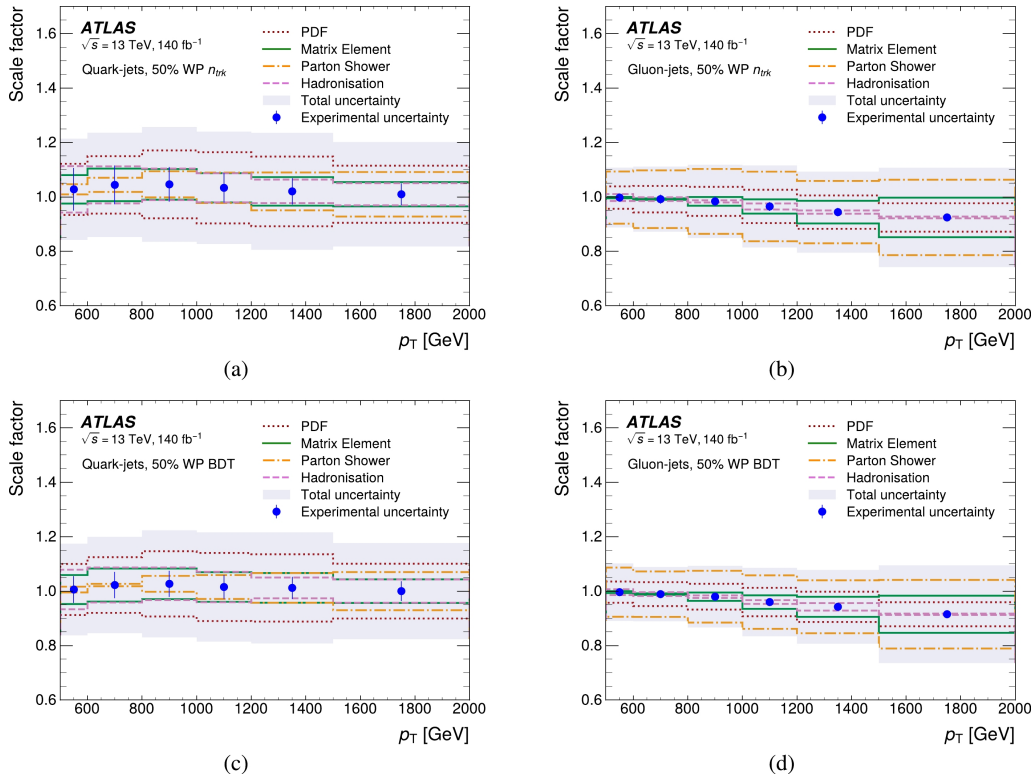 ATLAS
√s = 13 TeV, 140 fb⁻¹
Quark-jets, 50% WP n_trk
PDF
Matrix Element
Parton Shower
Hadronisation
Total uncertainty
Experimental uncertainty
Scale factor
1.6
1.4
1.2
1.0
0.8
0.6
600 800 1000 1200 1400 1600 1800 2000
p_T [GeV]
(a)
ATLAS
√s = 13 TeV, 140 fb⁻¹
Gluon-jets, 50% WP n_trk
PDF
Matrix Element
Parton Shower
Hadronisation
Total uncertainty
Experimental uncertainty
Scale factor
1.6
1.4
1.2
1.0
0.8
0.6
600 800 1000 1200 1400 1600 1800 2000
p_T [GeV]
(b)
ATLAS
√s = 13 TeV, 140 fb⁻¹
Quark-jets, 50% WP BDT
PDF
Matrix Element
Parton Shower
Hadronisation
Total uncertainty
Experimental uncertainty
Scale factor
1.6
1.4
1.2
1.0
0.8
0.6
600 800 1000 1200 1400 1600 1800 2000
p_T [GeV]
(c)
ATLAS
√s = 13 TeV, 140 fb⁻¹
Gluon-jets, 50% WP BDT
PDF
Matrix Element
Parton Shower
Hadronisation
Total uncertainty
Experimental uncertainty
Scale factor
1.6
1.4
1.2
1.0
0.8
0.6
600 800 1000 1200 1400 1600 1800 2000
p_T [GeV]
(d)